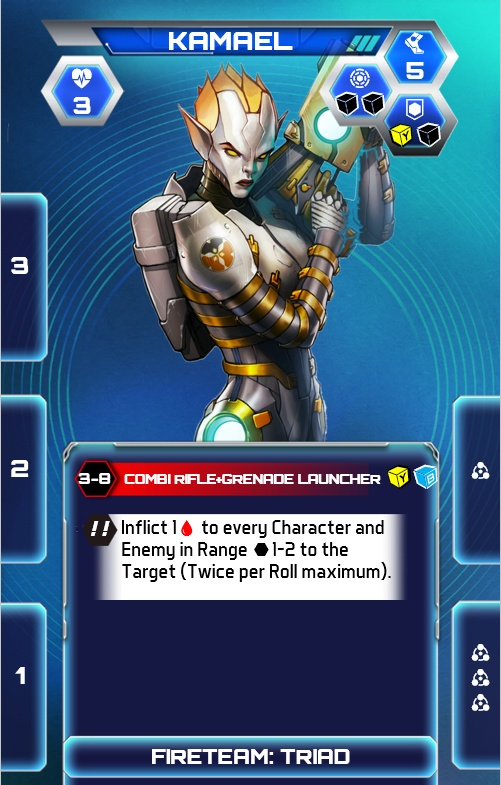 KAMAEL
3
5
3
2
1
3-8 COMBI RIFLE+GRENADE LAUNCHER Y B
!! Inflict 1 to every Character and
Enemy in Range 1-2 to the
Target (Twice per Roll maximum).
FIRETEAM: TRIAD